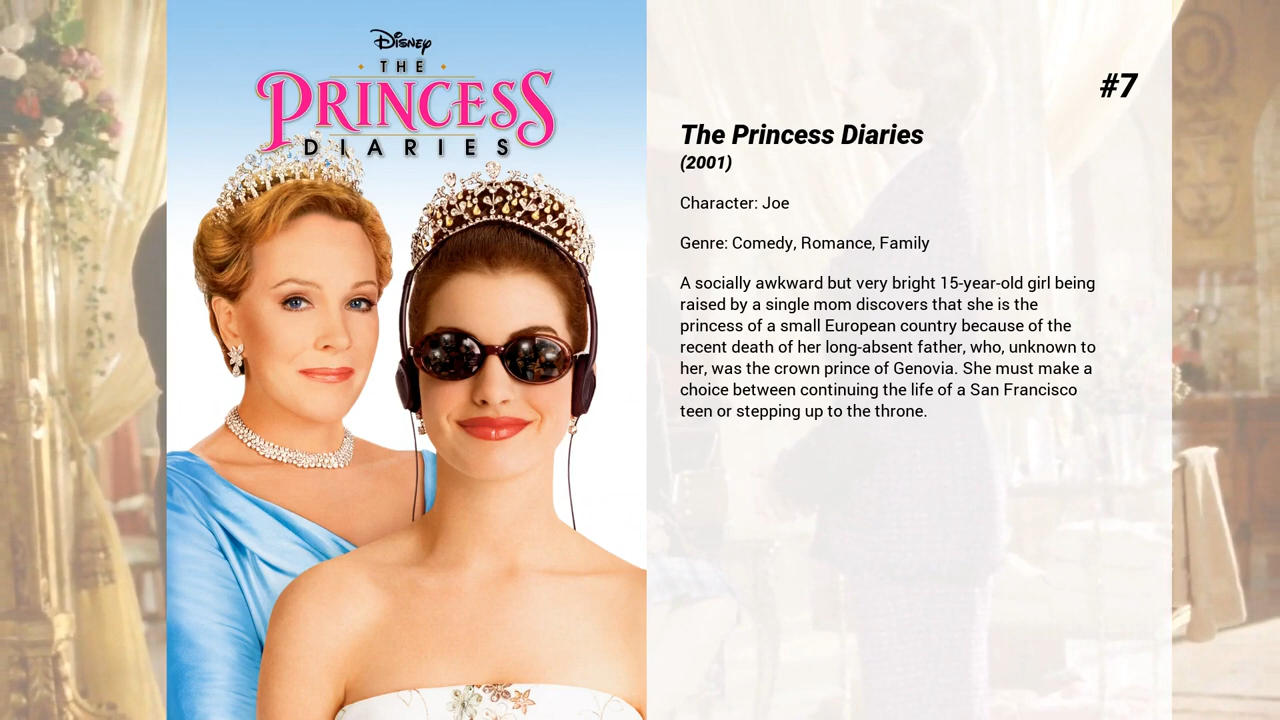 Disney
THE
PRINCESS
DIARIES
#7
The Princess Diaries
(2001)
Character: Joe
Genre: Comedy, Romance, Family
A socially awkward but very bright 15-year-old girl being
raised by a single mom discovers that she is the
princess of a small European country because of the
recent death of her long-absent father, who, unknown to
her, was the crown prince of Genovia. She must make a
choice between continuing the life of a San Francisco
teen or stepping up to the throne.